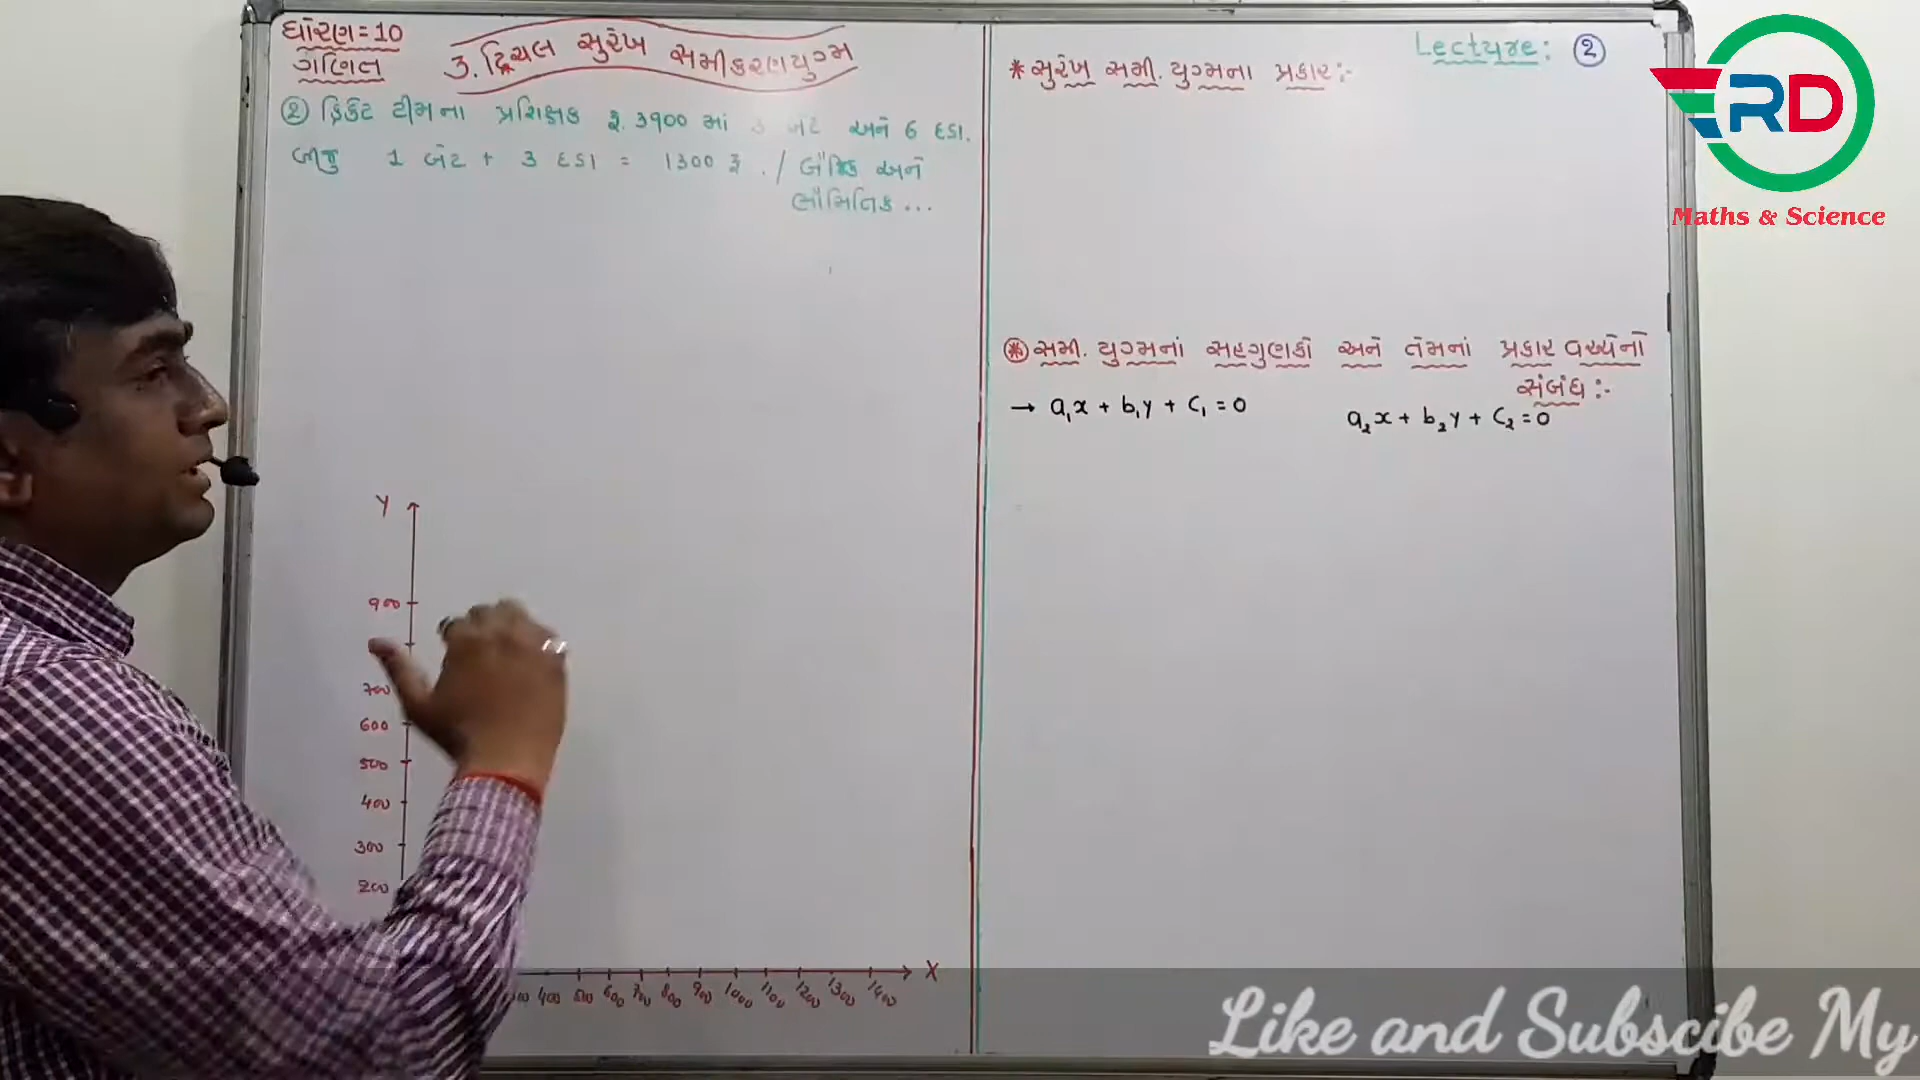 ધોરણ = 10
ગણિત
3. દ્વિચલ સુરેખ સમીકરણયુગ્મ
② ક્રિકેટ ટીમના પ્રશિક્ષક રૂ. 3900 માં 3 બેટ અને 6 દડા.
બીજુ 1 બેટ + 3 દડા = 1300 રૂ. / બૈજિક અને
ભૌમિતિક ...
Y
900
700
600
500
400
300
200
400 500 600 700 800 900 1000 1100 1200 1300 1400 X
Lecture: ②
* સુરેખ સમી. યુગ્મના પ્રકાર:-
* સમી. યુગ્મનાં સહગુણકો અને તેમનાં પ્રકાર વચ્ચેનો
સંબંધ :-
→ a₁x + b₁y + c₁ = 0 a₂x + b₂y + c₂ = 0
RD
Maths & Science
Like and Subscibe My